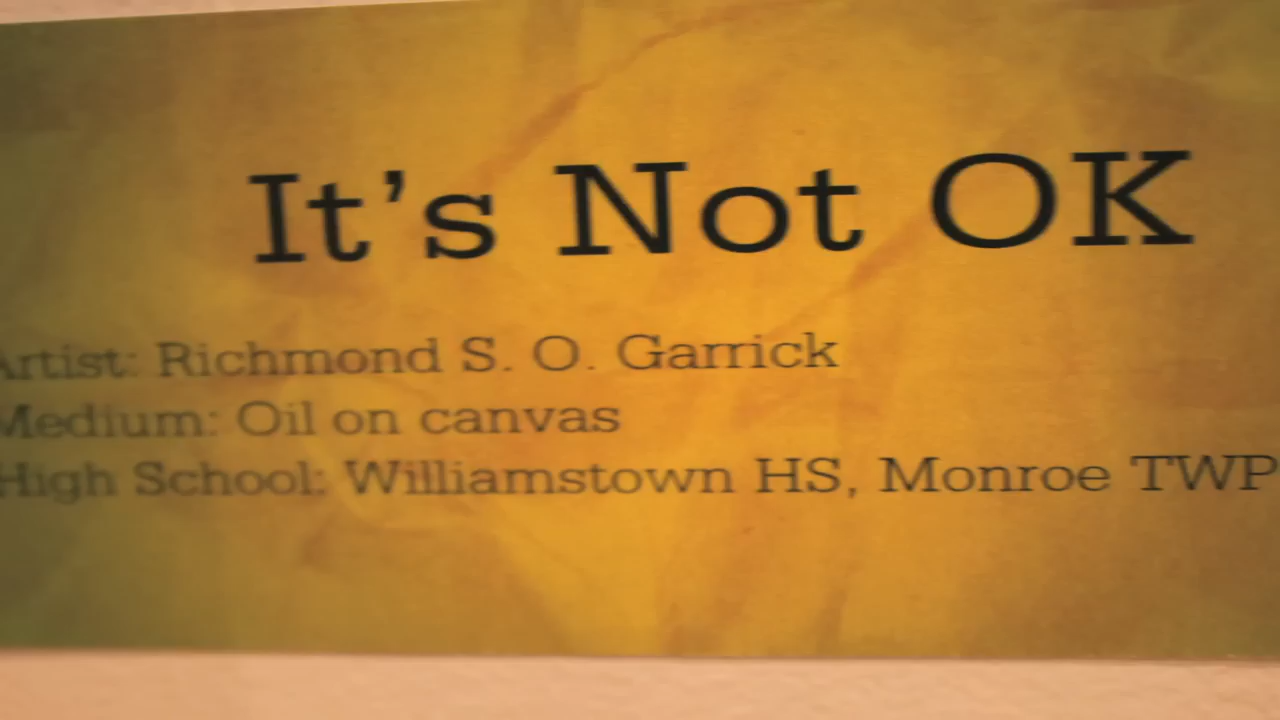 It's Not OK
Artist: Richmond S. O. Garrick
Medium: Oil on canvas
High School: Williamstown HS, Monroe TWP